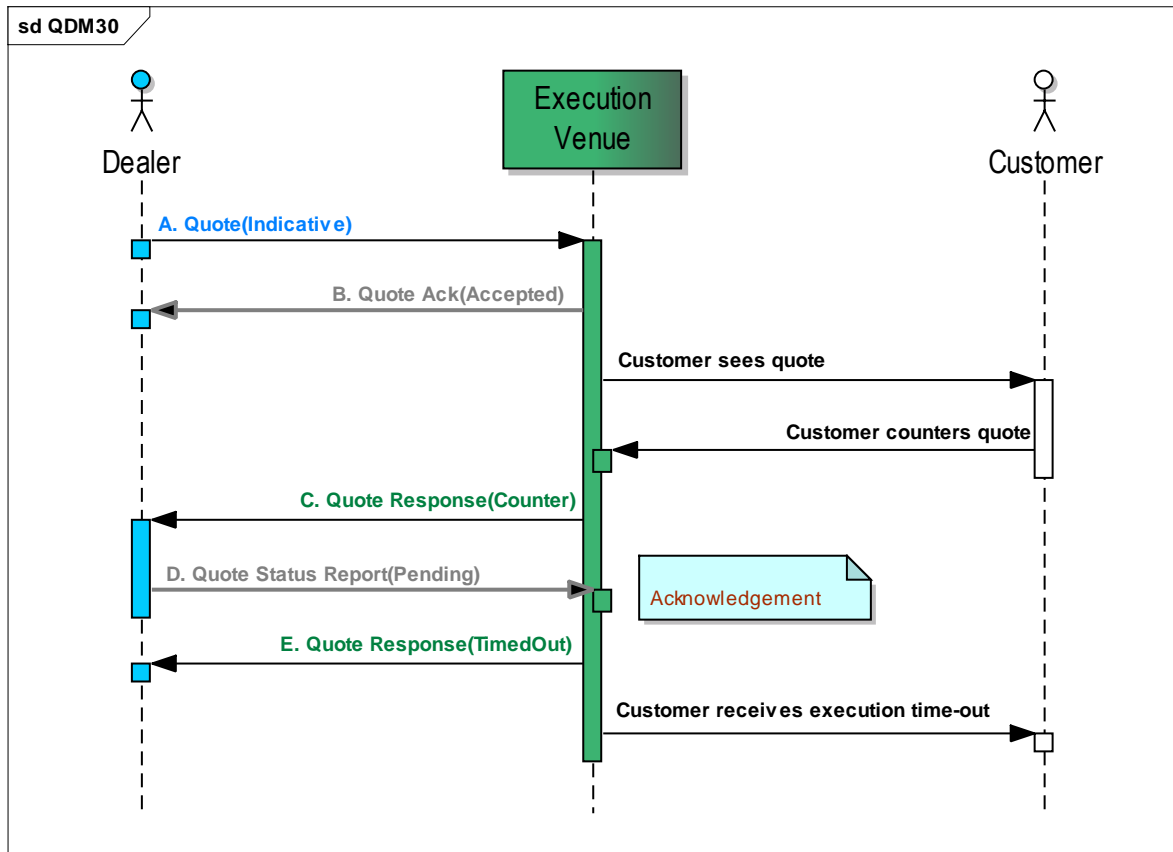 sd QDM30
Dealer
Execution
Venue
Customer
A. Quote(Indicative)
B. Quote Ack(Accepted)
Customer sees quote
Customer counters quote
C. Quote Response(Counter)
D. Quote Status Report(Pending)
Acknowledgement
E. Quote Response(TimedOut)
Customer receives execution time-out